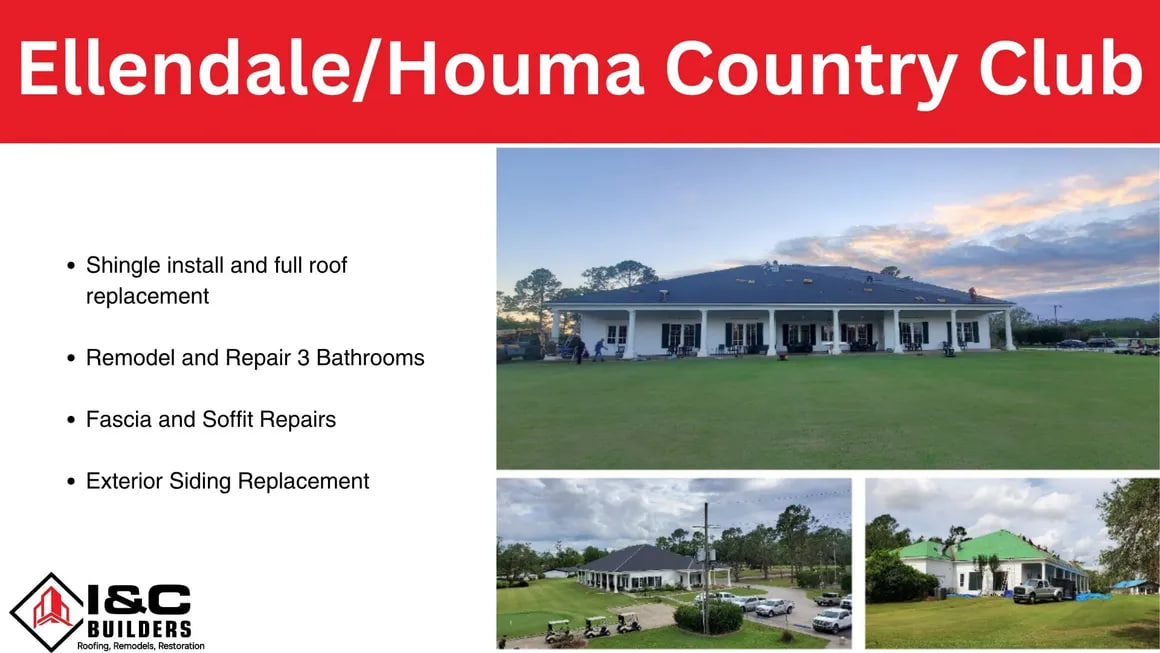 Ellendale/Houma Country Club
• Shingle install and full roof
replacement
• Remodel and Repair 3 Bathrooms
• Fascia and Soffit Repairs
• Exterior Siding Replacement
I&C
BUILDERS
Roofing, Remodels, Restoration